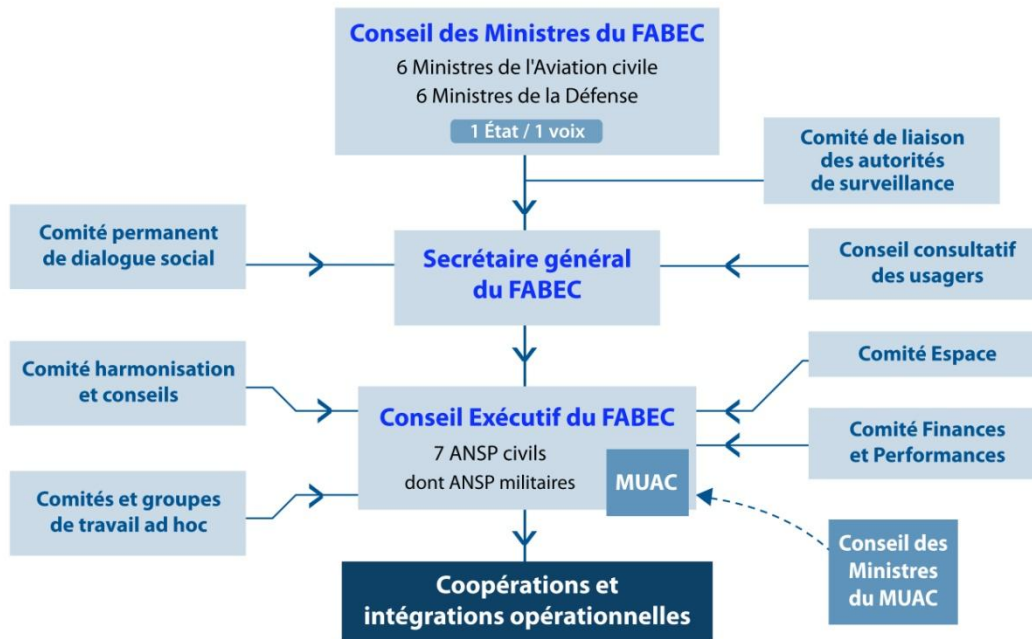 Conseil des Ministres du FABEC
6 Ministres de l'Aviation civile
6 Ministres de la Défense
1 État / 1 voix
Comité de liaison
des autorités
de surveillance
Comité permanent
de dialogue social
Secrétaire général
du FABEC
Conseil consultatif
des usagers
Comité harmonisation
et conseils
Comité Espace
Conseil Exécutif du FABEC
7 ANSP civils
dont ANSP militaires
MUAC
Comité Finances
et Performances
Comités et groupes
de travail ad hoc
Conseil des
Ministres
du MUAC
Coopérations et
intégrations opérationnelles